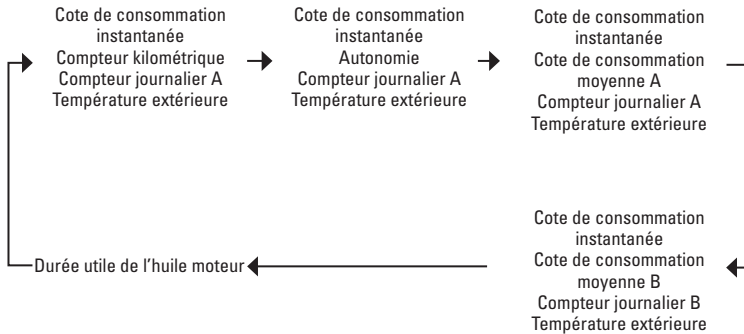 Cote de consommation
instantanée
Compteur kilométrique
Compteur journalier A
Température extérieure
Cote de consommation
instantanée
Autonomie
Compteur journalier A
Température extérieure
Cote de consommation
instantanée
Cote de consommation
moyenne A
Compteur journalier A
Température extérieure
Cote de consommation
instantanée
Cote de consommation
moyenne B
Compteur journalier B
Température extérieure
Durée utile de l'huile moteur